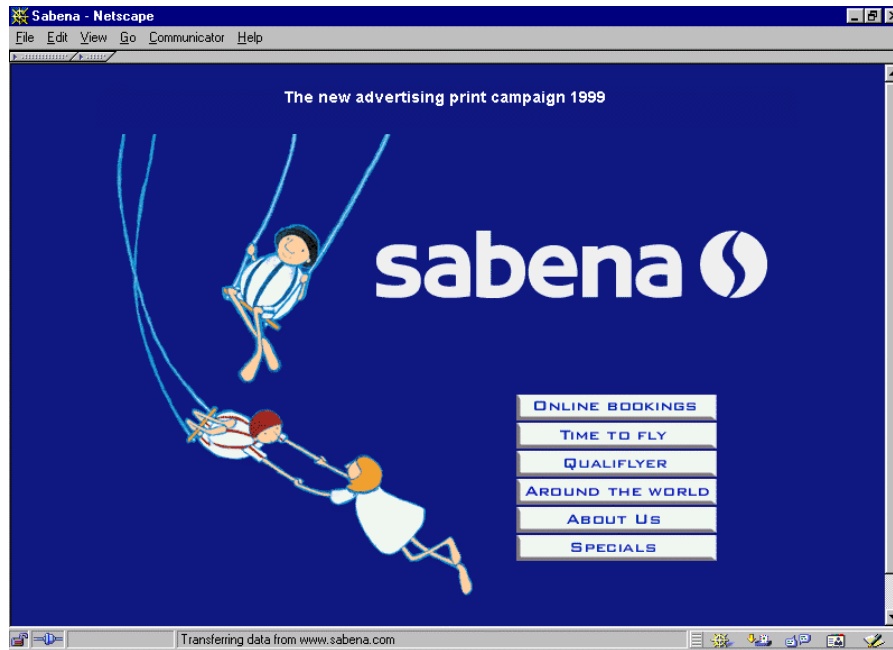 Sabena - Netscape
File Edit View Go Communicator Help
The new advertising print campaign 1999
sabena
ONLINE BOOKINGS
TIME TO FLY
QUALIFLYER
AROUND THE WORLD
ABOUT US
SPECIALS
Transferring data from www.sabena.com